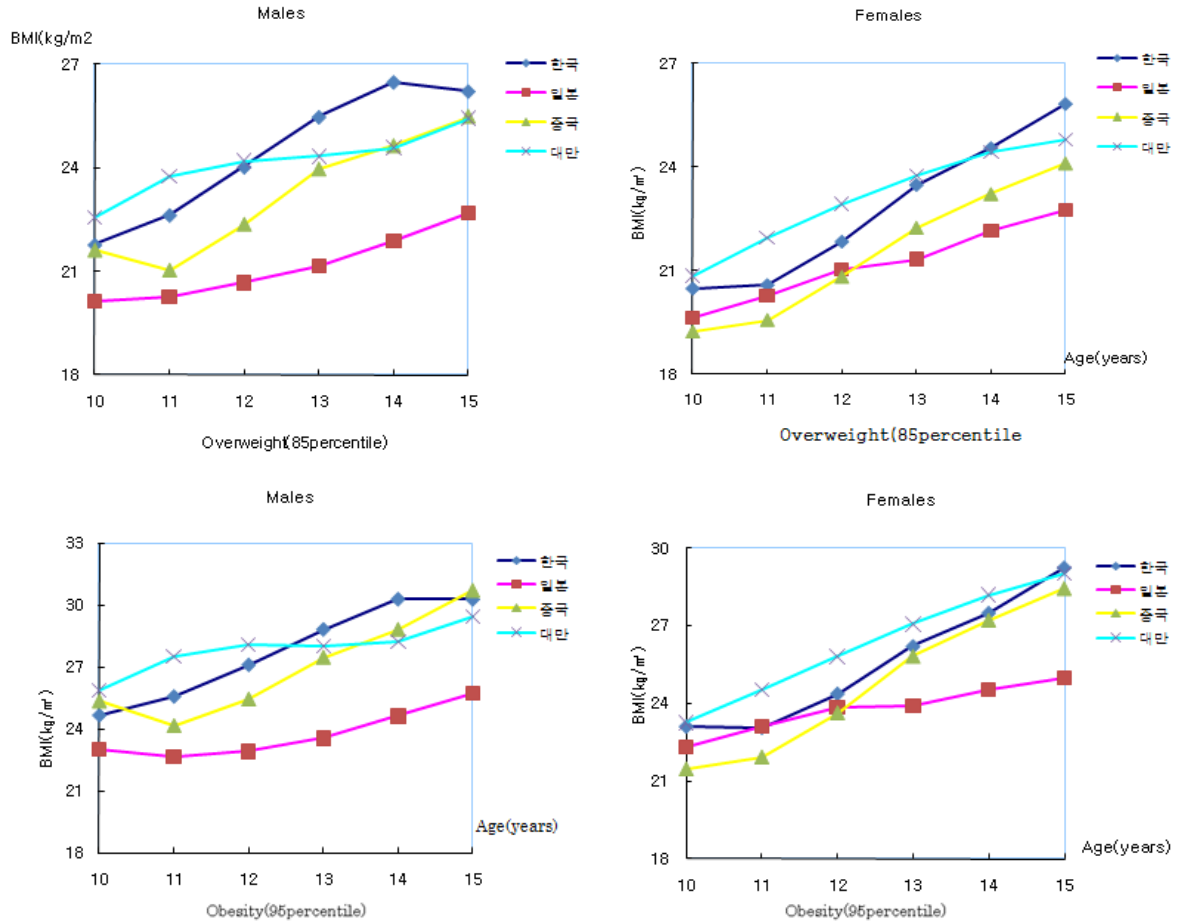 Males
BMI(kg/m2
27
24
21
18
10 11 12 13 14 15
한국
일본
중국
대만
Overweight(85percentile)
Females
BMI(kg/㎡)
27
24
21
18
10 11 12 13 14 15
Age(years)
한국
일본
중국
대만
Overweight(85percentile
Males
BMI(kg/㎡)
33
30
27
24
21
18
10 11 12 13 14 15
Age(years)
한국
일본
중국
대만
Obesity(95percentile)
Females
BMI(kg/㎡)
30
27
24
21
18
10 11 12 13 14 15
Age(years)
한국
일본
중국
대만
Obesity(95percentile)